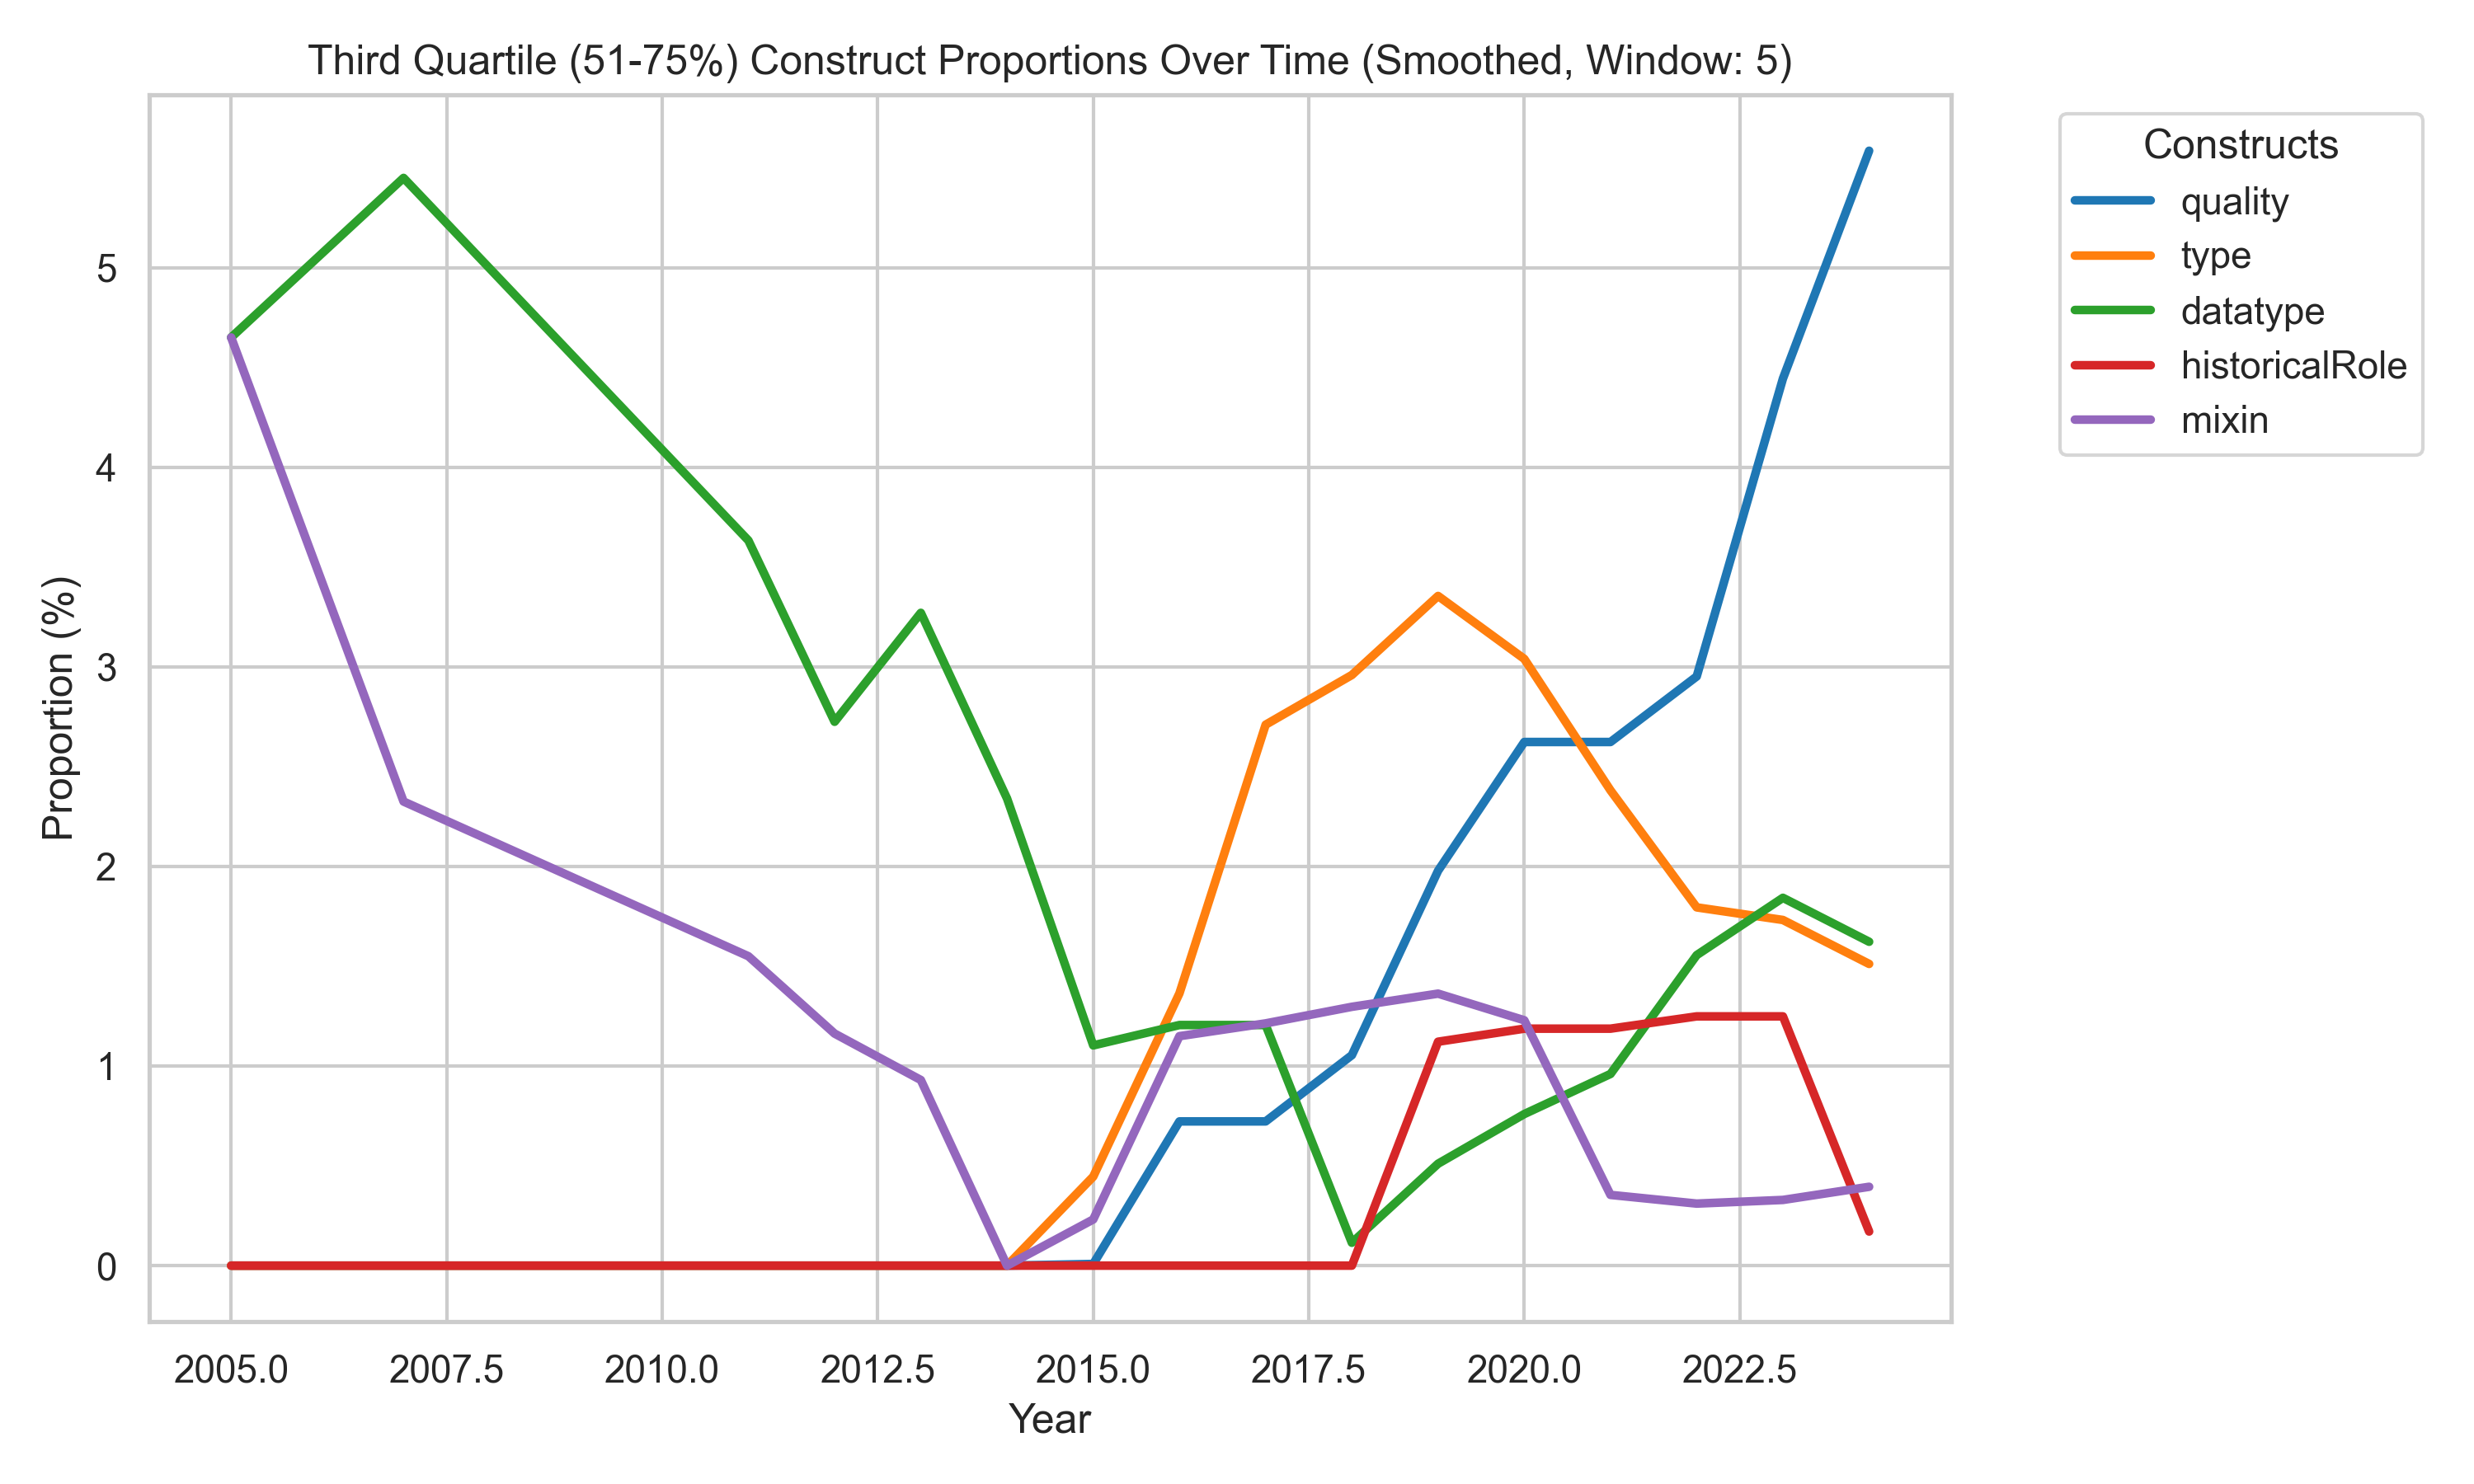 Third Quartile (51-75%) Construct Proportions Over Time (Smoothed, Window: 5)
Constructs
quality
type
datatype
historicalRole
mixin
Proportion (%)
5
4
3
2
1
0
2005.0 2007.5 2010.0 2012.5 2015.0 2017.5 2020.0 2022.5
Year